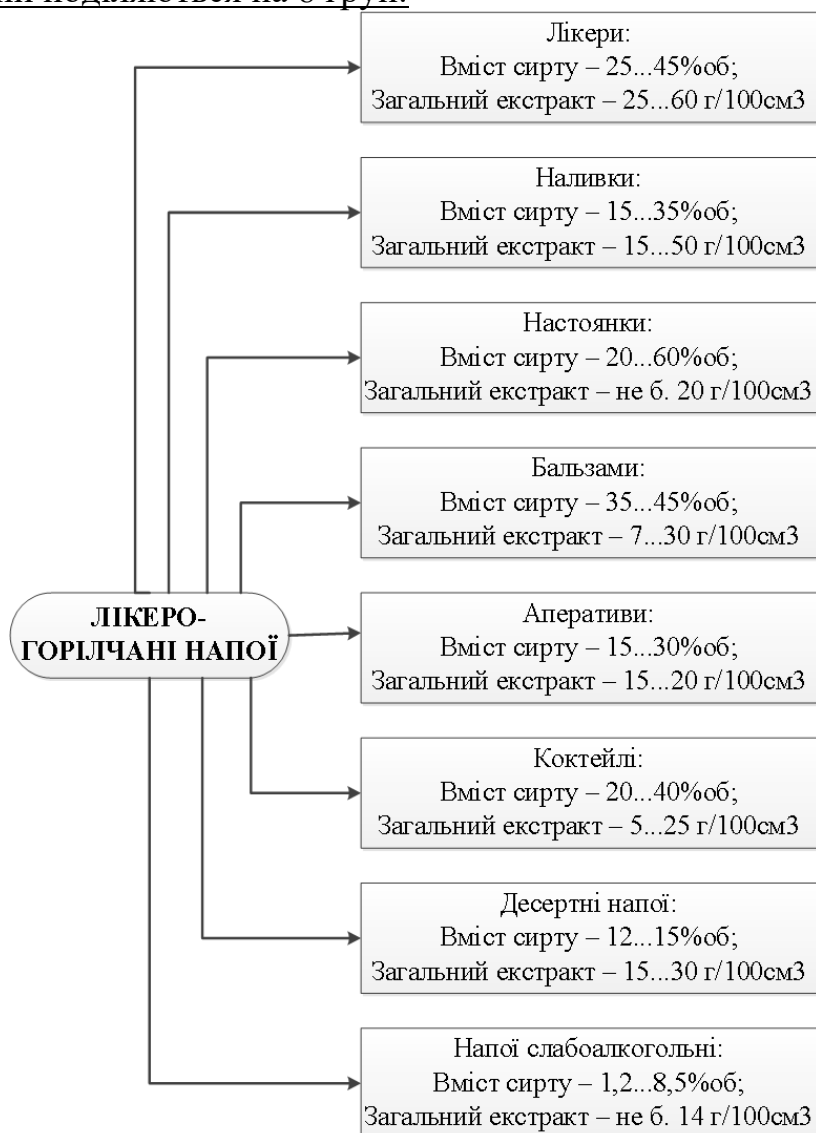 поділяються на 8 груп:
Лікери:
Вміст сирту – 25...45%об;
Загальний екстракт – 25...60 г/100см3
Наливки:
Вміст сирту – 15...35%об;
Загальний екстракт – 15...50 г/100см3
Настоянки:
Вміст сирту – 20...60%об;
Загальний екстракт – не б. 20 г/100см3
Бальзами:
Вміст сирту – 35...45%об;
Загальний екстракт – 7...30 г/100см3
ЛІКЕРО-
ГОРІЛЧАНІ НАПОЇ
Аперативи:
Вміст сирту – 15...30%об;
Загальний екстракт – 15...20 г/100см3
Коктейлі:
Вміст сирту – 20...40%об;
Загальний екстракт – 5...25 г/100см3
Десертні напої:
Вміст сирту – 12...15%об;
Загальний екстракт – 15...30 г/100см3
Напої слабоалкогольні:
Вміст сирту – 1,2...8,5%об;
Загальний екстракт – не б. 14 г/100см3